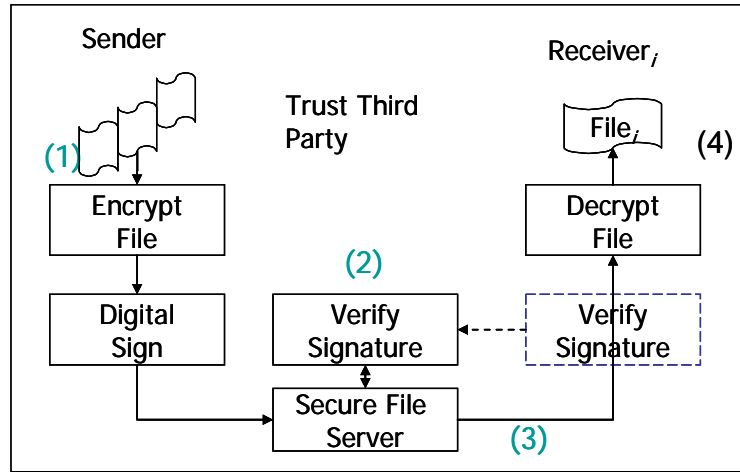 Sender
Receiver i
Trust Third
Party
File i
(1)
(4)
Encrypt
File
Decrypt
File
(2)
Digital
Sign
Verify
Signature
Verify
Signature
Secure File
Server
(3)